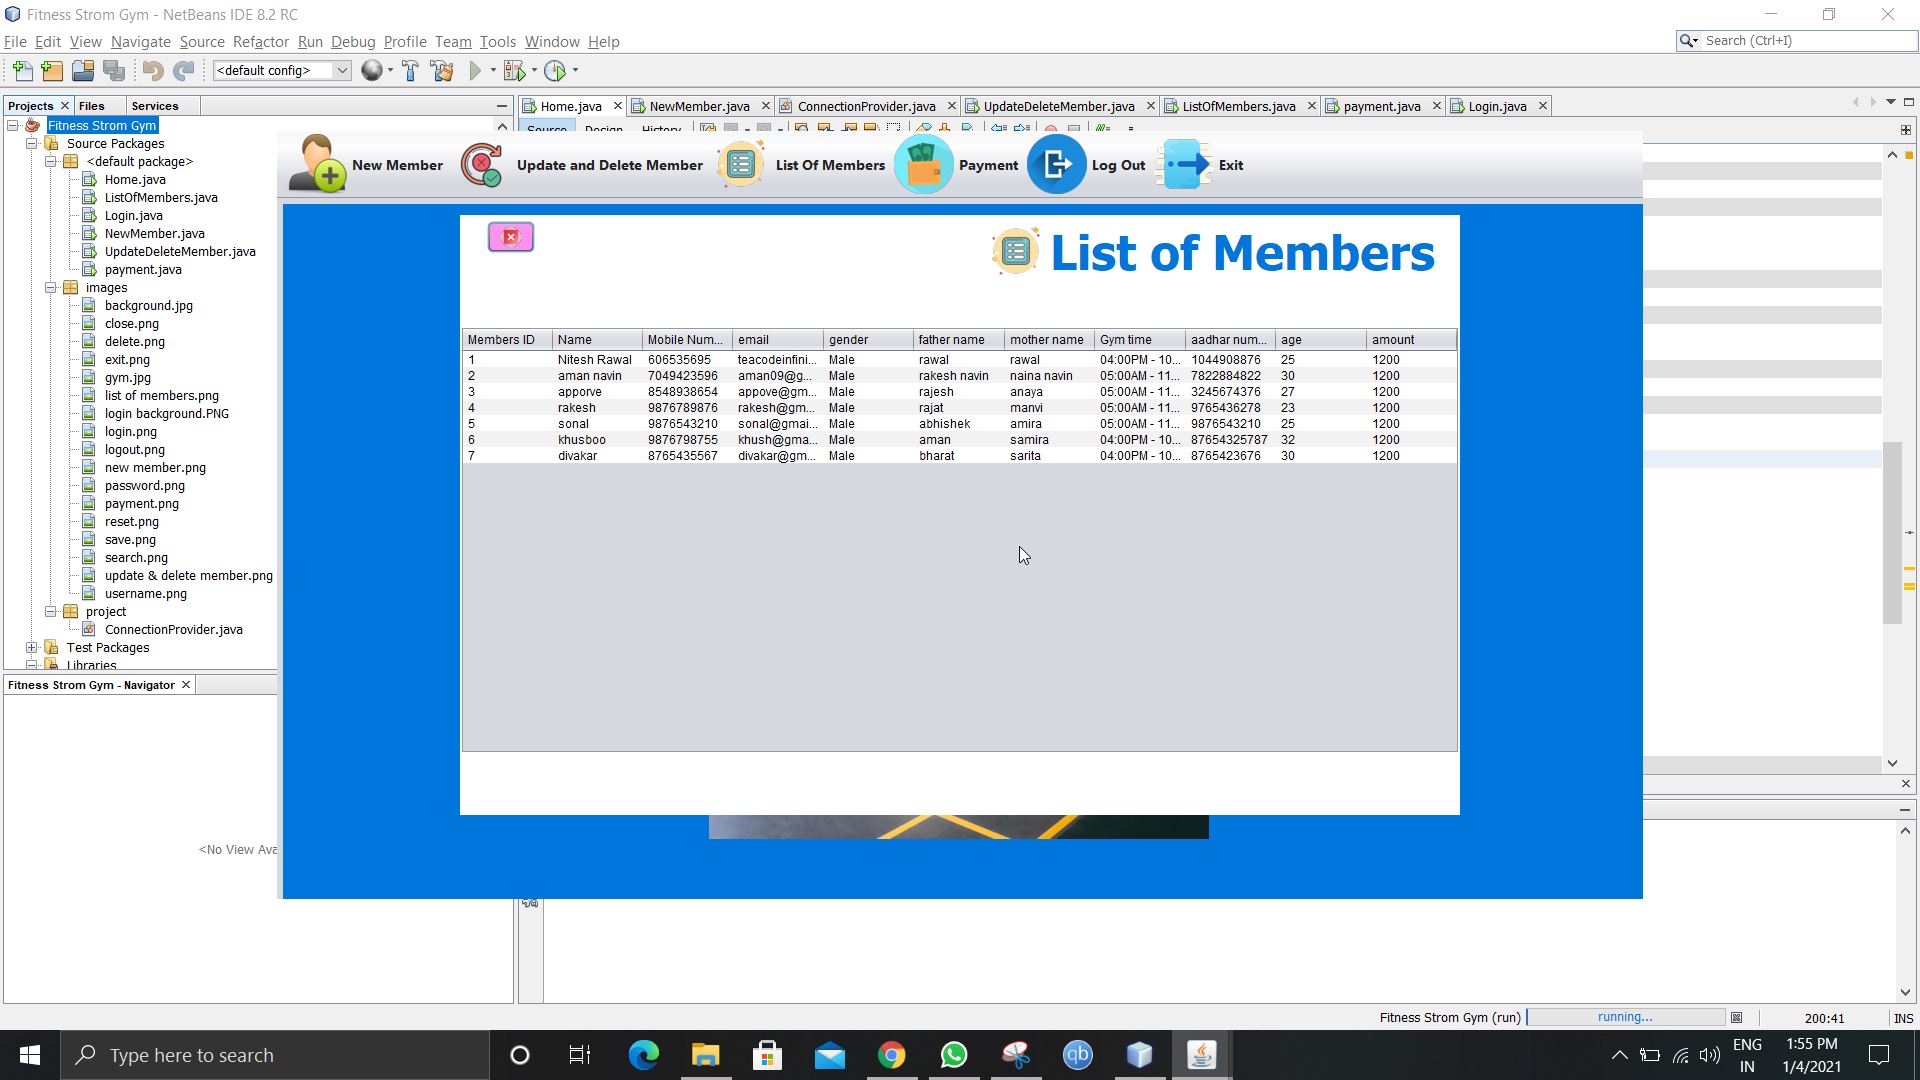 Fitness Strom Gym - NetBeans IDE 8.2 RC
File Edit View Navigate Source Refactor Run Debug Profile Team Tools Window Help
Search (Ctrl+I)
<default config>
Projects Files Services
Home.java NewMember.java ConnectionProvider.java UpdateDeleteMember.java ListOfMembers.java payment.java Login.java
Source Design History
Fitness Strom Gym
Source Packages
<default package>
Home.java
ListOfMembers.java
Login.java
NewMember.java
UpdateDeleteMember.java
payment.java
images
background.jpg
close.png
delete.png
exit.png
gym.jpg
list of members.png
login background.PNG
login.png
logout.png
new member.png
password.png
payment.png
reset.png
save.png
search.png
update & delete member.png
username.png
project
ConnectionProvider.java
Test Packages
Libraries
Fitness Strom Gym - Navigator
<No View Ava
New Member Update and Delete Member List Of Members Payment Log Out Exit
List of Members
Members ID Name Mobile Num... email gender father name mother name Gym time aadhar num... age amount
1 Nitesh Rawal 606535695 teacodeinfini... Male rawal rawal 04:00PM - 10... 1044908876 25 1200
2 aman navin 7049423596 aman09@g... Male rakesh navin naina navin 05:00AM - 11... 7822884822 30 1200
3 apporve 8548938654 appove@gm... Male rajesh anaya 05:00AM - 11... 3245674376 27 1200
4 rakesh 9876789876 rakesh@gm... Male rajat manvi 05:00AM - 11... 9765436278 23 1200
5 sonal 9876543210 sonal@gmai... Male abhishek amira 05:00AM - 11... 9876543210 25 1200
6 khusboo 9876798755 khush@gma... Male aman samira 04:00PM - 10... 87654325787 32 1200
7 divakar 8765435567 divakar@gm... Male bharat sarita 04:00PM - 10... 8765423676 30 1200
Fitness Strom Gym (run) running... 200:41 INS
Type here to search
qb
ENG
IN
1:55 PM
1/4/2021